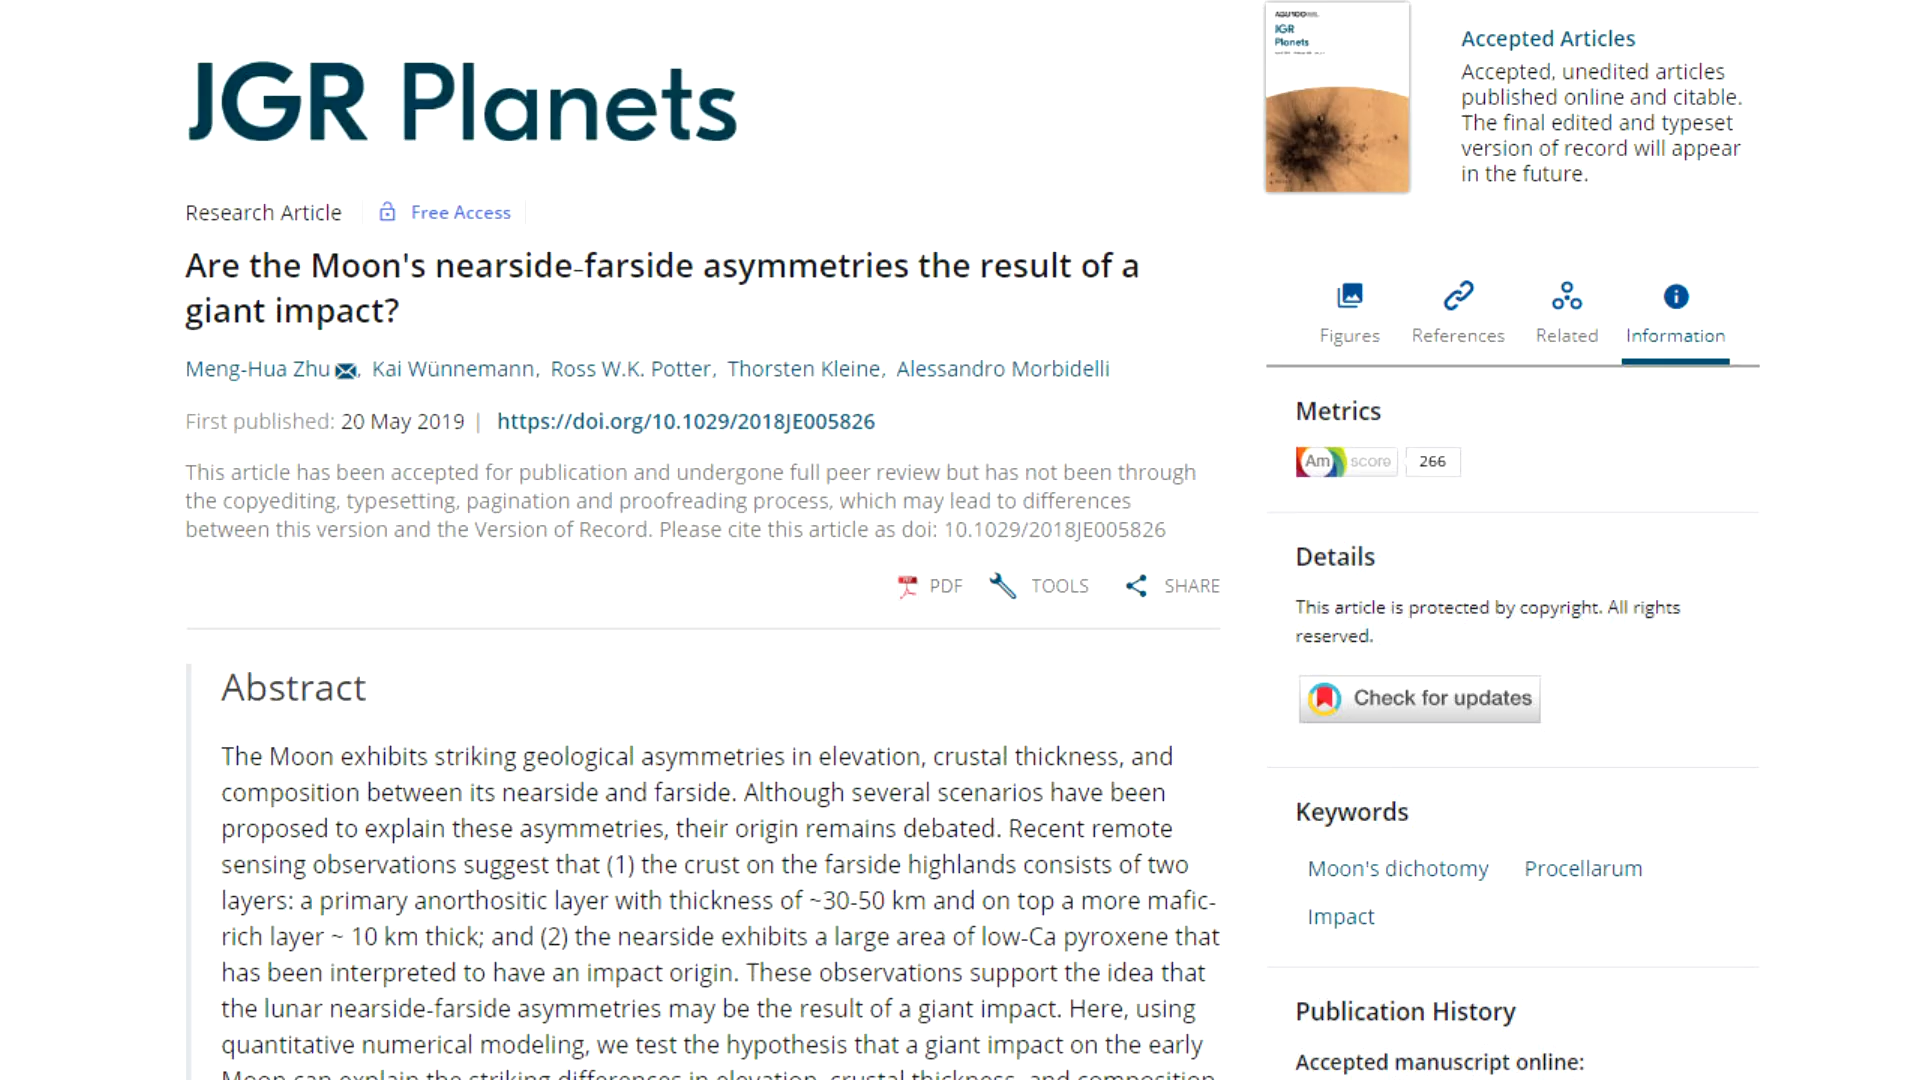 JGR Planets
Research Article
Free Access
Are the Moon's nearside-farside asymmetries the result of a
giant impact?
Meng-Hua Zhu, Kai Wünnemann, Ross W.K. Potter, Thorsten Kleine, Alessandro Morbidelli
First published: 20 May 2019 | https://doi.org/10.1029/2018JE005826
This article has been accepted for publication and undergone full peer review but has not been through
the copyediting, typesetting, pagination and proofreading process, which may lead to differences
between this version and the Version of Record. Please cite this article as doi: 10.1029/2018JE005826
PDF TOOLS SHARE
Abstract
The Moon exhibits striking geological asymmetries in elevation, crustal thickness, and
composition between its nearside and farside. Although several scenarios have been
proposed to explain these asymmetries, their origin remains debated. Recent remote
sensing observations suggest that (1) the crust on the farside highlands consists of two
layers: a primary anorthositic layer with thickness of ~30-50 km and on top a more mafic-
rich layer ~ 10 km thick; and (2) the nearside exhibits a large area of low-Ca pyroxene that
has been interpreted to have an impact origin. These observations support the idea that
the lunar nearside-farside asymmetries may be the result of a giant impact. Here, using
quantitative numerical modeling, we test the hypothesis that a giant impact on the early
Moon can explain the striking differences in elevation, crustal thickness, and composition
JGR
Planets
Accepted Articles
Accepted, unedited articles
published online and citable.
The final edited and typeset
version of record will appear
in the future.
Figures References Related Information
Metrics
Am score 266
Details
This article is protected by copyright. All rights
reserved.
Check for updates
Keywords
Moon's dichotomy Procellarum
Impact
Publication History
Accepted manuscript online: